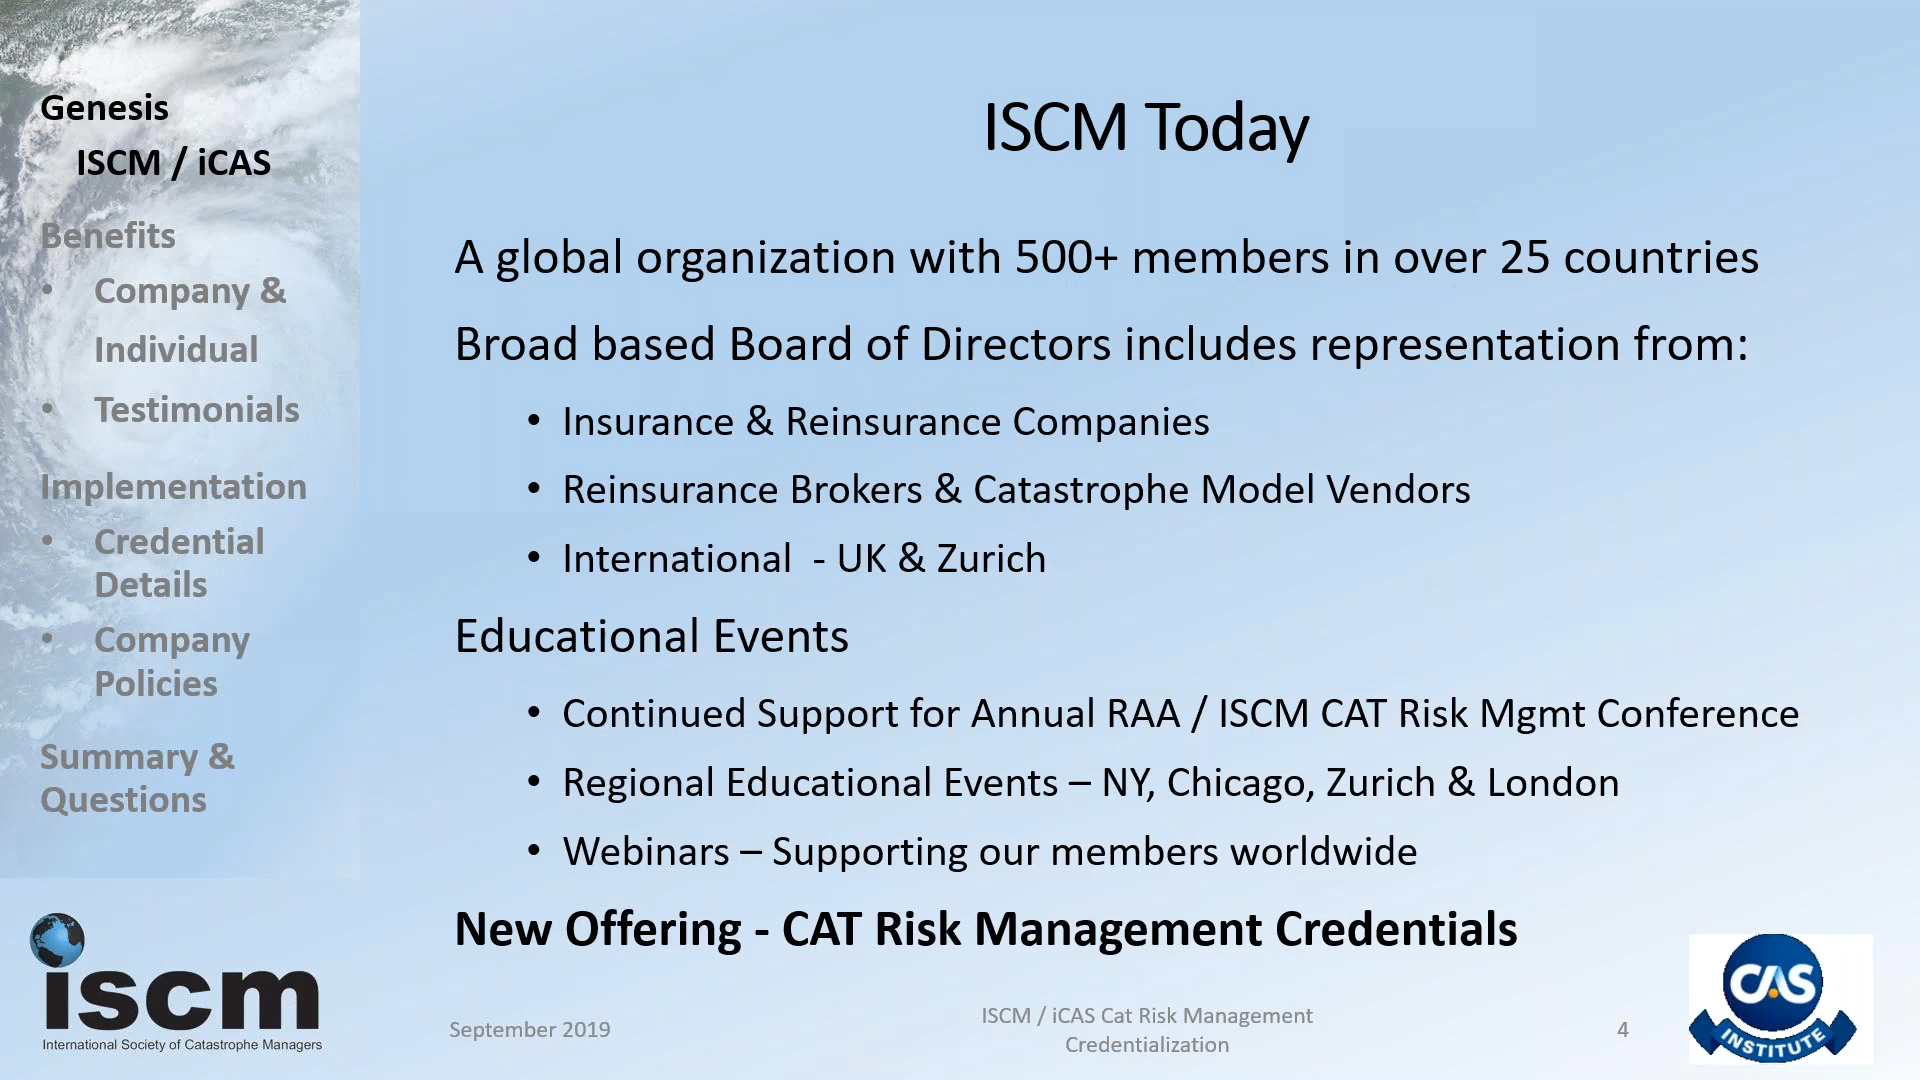 Genesis
ISCM / iCAS
Benefits
• Company &
Individual
• Testimonials
Implementation
• Credential
Details
• Company
Policies
Summary &
Questions
iscm
International Society of Catastrophe Managers
ISCM Today
A global organization with 500+ members in over 25 countries
Broad based Board of Directors includes representation from:
• Insurance & Reinsurance Companies
• Reinsurance Brokers & Catastrophe Model Vendors
• International - UK & Zurich
Educational Events
• Continued Support for Annual RAA / ISCM CAT Risk Mgmt Conference
• Regional Educational Events – NY, Chicago, Zurich & London
• Webinars – Supporting our members worldwide
New Offering - CAT Risk Management Credentials
September 2019
ISCM / iCAS Cat Risk Management
Credentialization
4
CAS
INSTITUTE